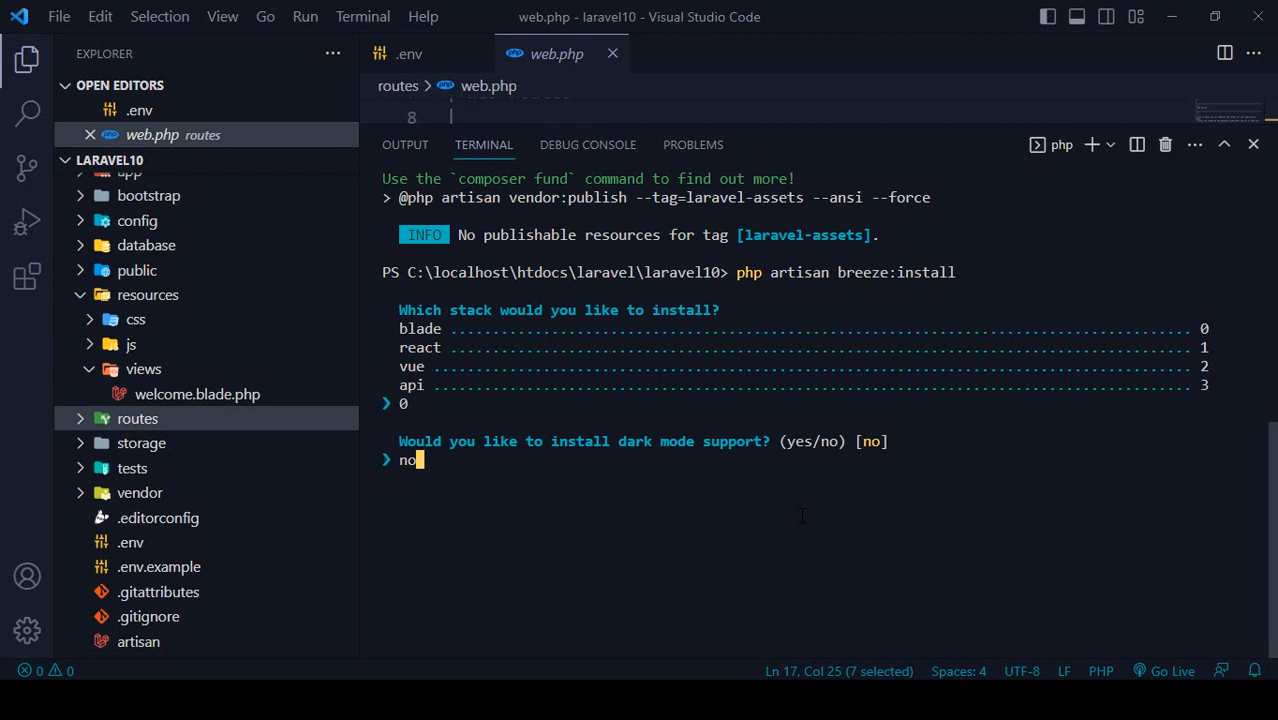 File Edit Selection View Go Run Terminal Help web.php - laravel10 - Visual Studio Code
EXPLORER
OPEN EDITORS
.env
web.php routes
LARAVEL10
app
bootstrap
config
database
public
resources
css
js
views
welcome.blade.php
routes
storage
tests
vendor
.editorconfig
.env
.env.example
.gitattributes
.gitignore
artisan
.env
php web.php
routes > php web.php
8 |
OUTPUT TERMINAL DEBUG CONSOLE PROBLEMS
php
Use the `composer fund` command to find out more!
> @php artisan vendor:publish --tag=laravel-assets --ansi --force
INFO No publishable resources for tag [laravel-assets].
PS C:\localhost\htdocs\laravel\laravel10> php artisan breeze:install
Which stack would you like to install?
blade ........................................................................................ 0
react ........................................................................................ 1
vue .......................................................................................... 2
api .......................................................................................... 3
❯ 0
Would you like to install dark mode support? (yes/no) [no]
❯ no
0 0 Ln 17, Col 25 (7 selected) Spaces: 4 UTF-8 LF PHP Go Live